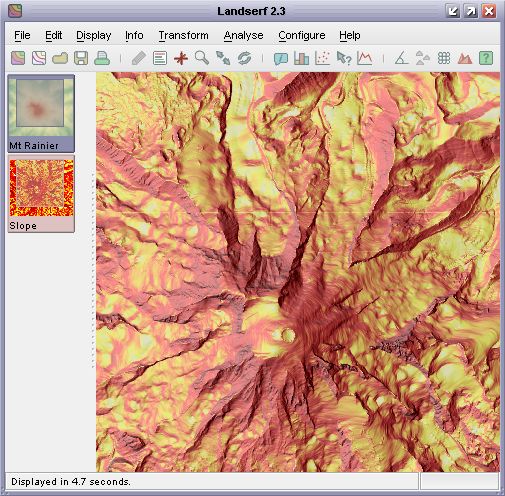 Landserf 2.3
File Edit Display Info Transform Analyse Configure Help
Mt Rainier
Slope
Displayed in 4.7 seconds.